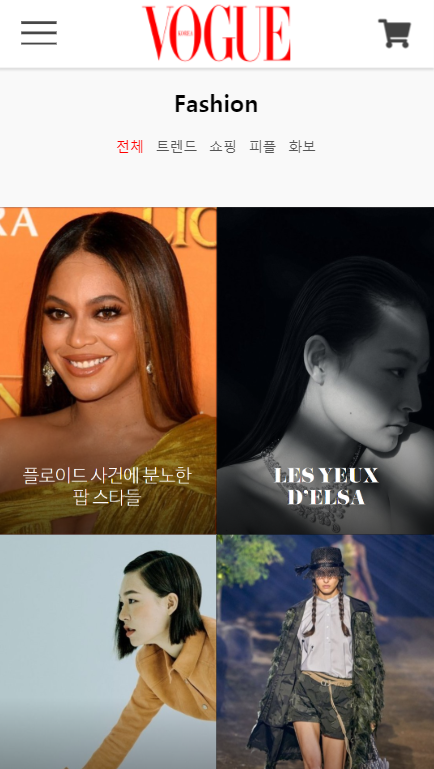 VOGUE
KOREA
Fashion
전체 트렌드 쇼핑 피플 화보
RA
플로이드 사건에 분노한
팝 스타들
LES YEUX
D'ELSA